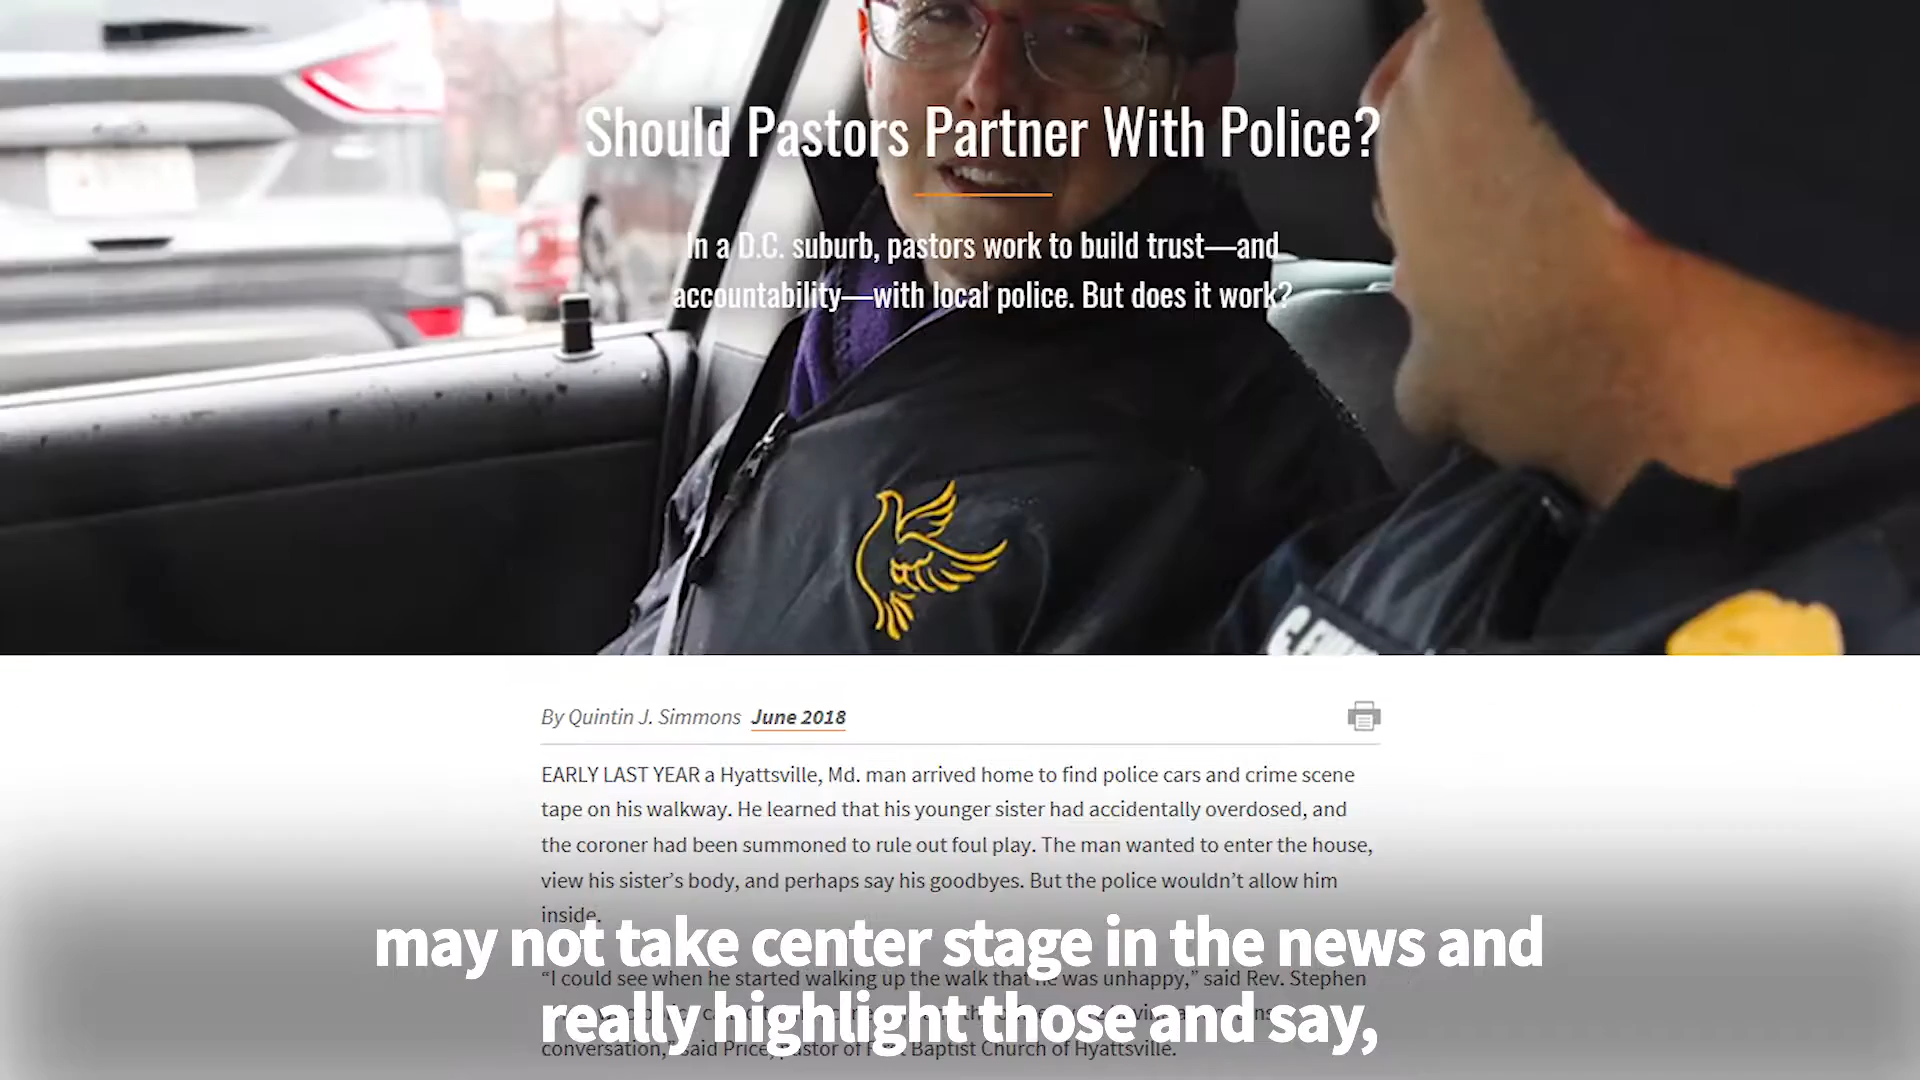 Should Pastors Partner With Police?
In a D.C. suburb, pastors work to build trust—and
accountability—with local police. But does it work?
By Quintin J. Simmons June 2018
EARLY LAST YEAR a Hyattsville, Md. man arrived home to find police cars and crime scene
tape on his walkway. He learned that his younger sister had accidentally overdosed, and
the coroner had been summoned to rule out foul play. The man wanted to enter the house,
view his sister’s body, and perhaps say his goodbyes. But the police wouldn’t allow him
inside.
may not take center stage in the news and
“I could see when he started walking up the walk that he was unhappy,” said Rev. Stephen
really highlight those and say,
conversation,” said Price, pastor of First Baptist Church of Hyattsville.